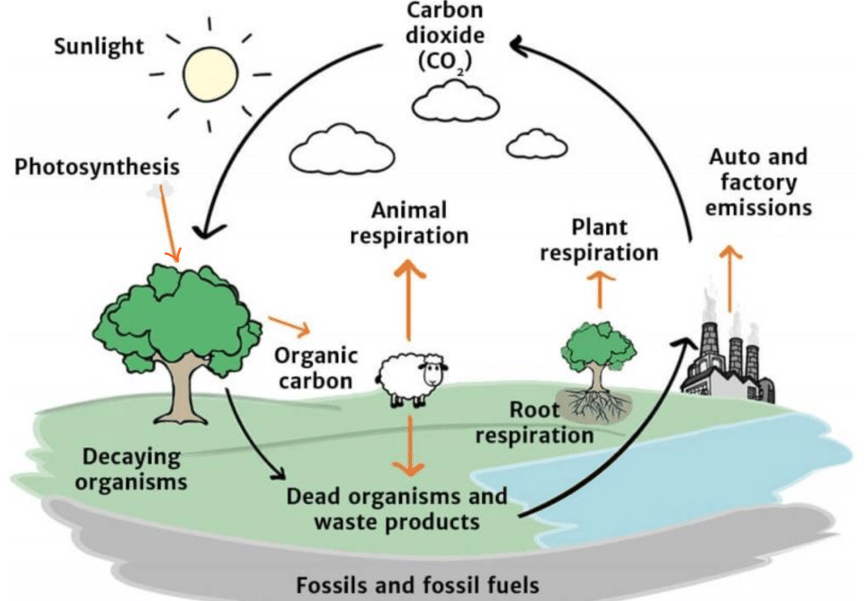 Carbon
dioxide
(CO₂)
Sunlight
Photosynthesis
Auto and
factory
emissions
Animal
respiration
Plant
respiration
Organic
carbon
Root
respiration
Decaying
organisms
Dead organisms and
waste products
Fossils and fossil fuels